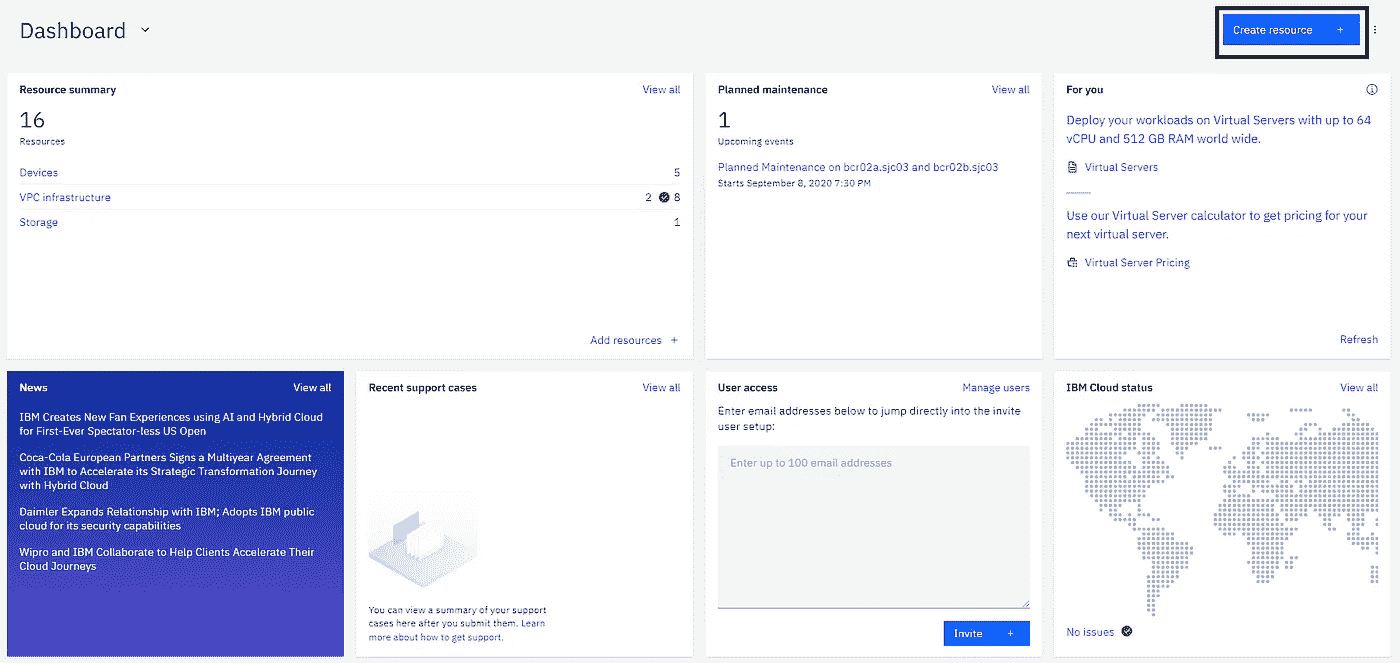 Dashboard
Create resource +
Resource summary
View all
16
Resources
Devices 5
VPC infrastructure 2 8
Storage 1
Add resources +
Planned maintenance
View all
1
Upcoming events
Planned Maintenance on bcr02a.sjc03 and bcr02b.sjc03
Starts September 8, 2020 7:30 PM
For you
Deploy your workloads on Virtual Servers with up to 64
vCPU and 512 GB RAM world wide.
Virtual Servers
Use our Virtual Server calculator to get pricing for your
next virtual server.
Virtual Server Pricing
Refresh
News
View all
IBM Creates New Fan Experiences using AI and Hybrid Cloud
for First-Ever Spectator-less US Open
Coca-Cola European Partners Signs a Multiyear Agreement
with IBM to Accelerate its Strategic Transformation Journey
with Hybrid Cloud
Daimler Expands Relationship with IBM; Adopts IBM public
cloud for its security capabilities
Wipro and IBM Collaborate to Help Clients Accelerate Their
Cloud Journeys
Recent support cases
View all
You can view a summary of your support
cases here after you submit them. Learn
more about how to get support.
User access
Manage users
Enter email addresses below to jump directly into the invite
user setup:
Enter up to 100 email addresses
Invite +
IBM Cloud status
View all
No issues